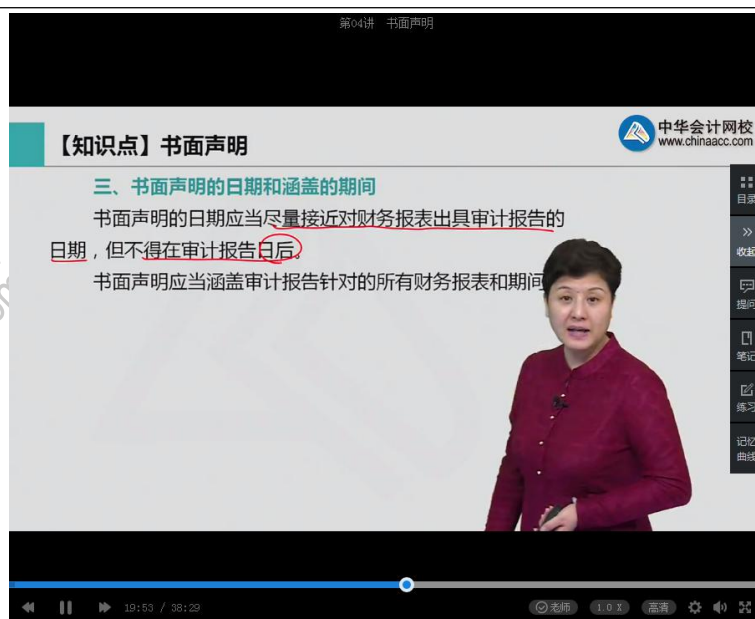 第04讲 书面声明
中华会计网校
www.chinaacc.com
【知识点】书面声明
三、书面声明的日期和涵盖的期间
书面声明的日期应当尽量接近对财务报表出具审计报告的
日期，但不得在审计报告日后。
书面声明应当涵盖审计报告针对的所有财务报表和期间
目录
收起
提问
笔记
练习
记忆
曲线
19:53 / 38:29
老师
1.0 X
高清